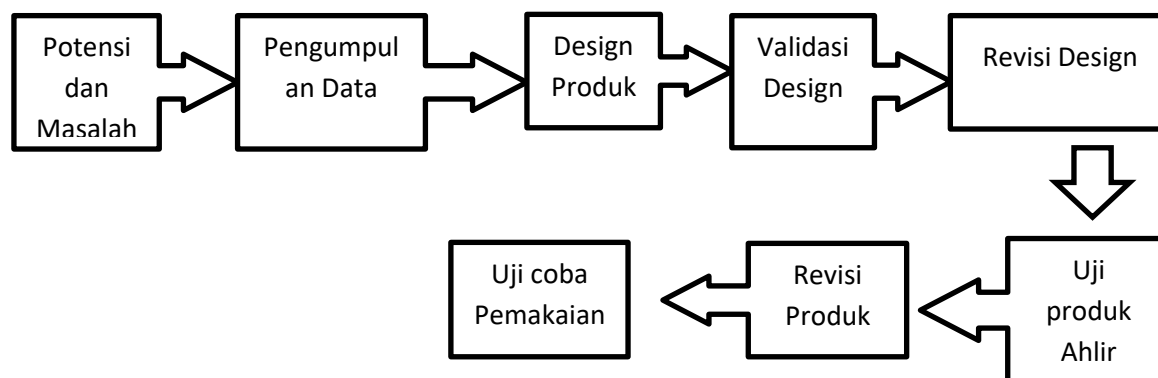 Potensi
dan
Masalah
Pengumpul
an Data
Design
Produk
Validasi
Design
Revisi Design
Uji
produk
Ahlir
Revisi
Produk
Uji coba
Pemakaian